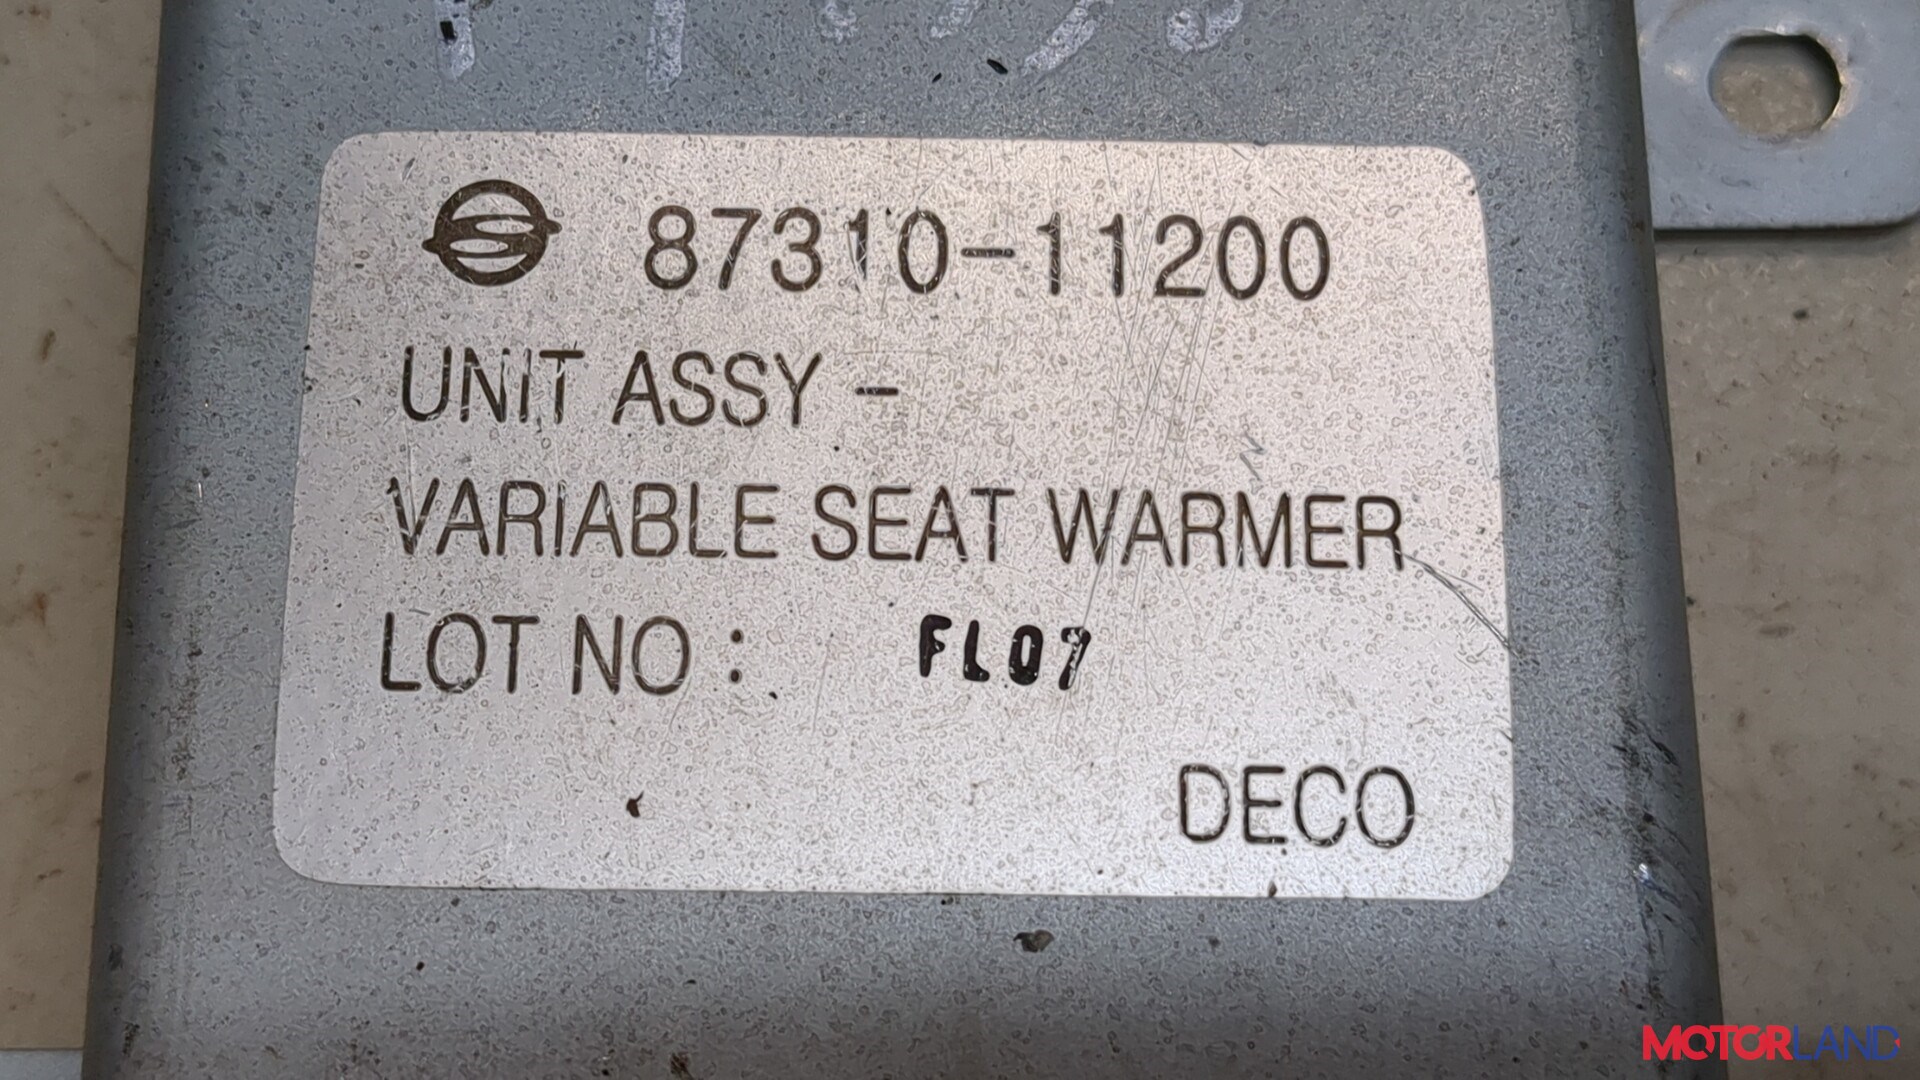 87310-11200
UNIT ASSY -
VARIABLE SEAT WARMER
LOT NO : FL07
DECO
MOTORLAND